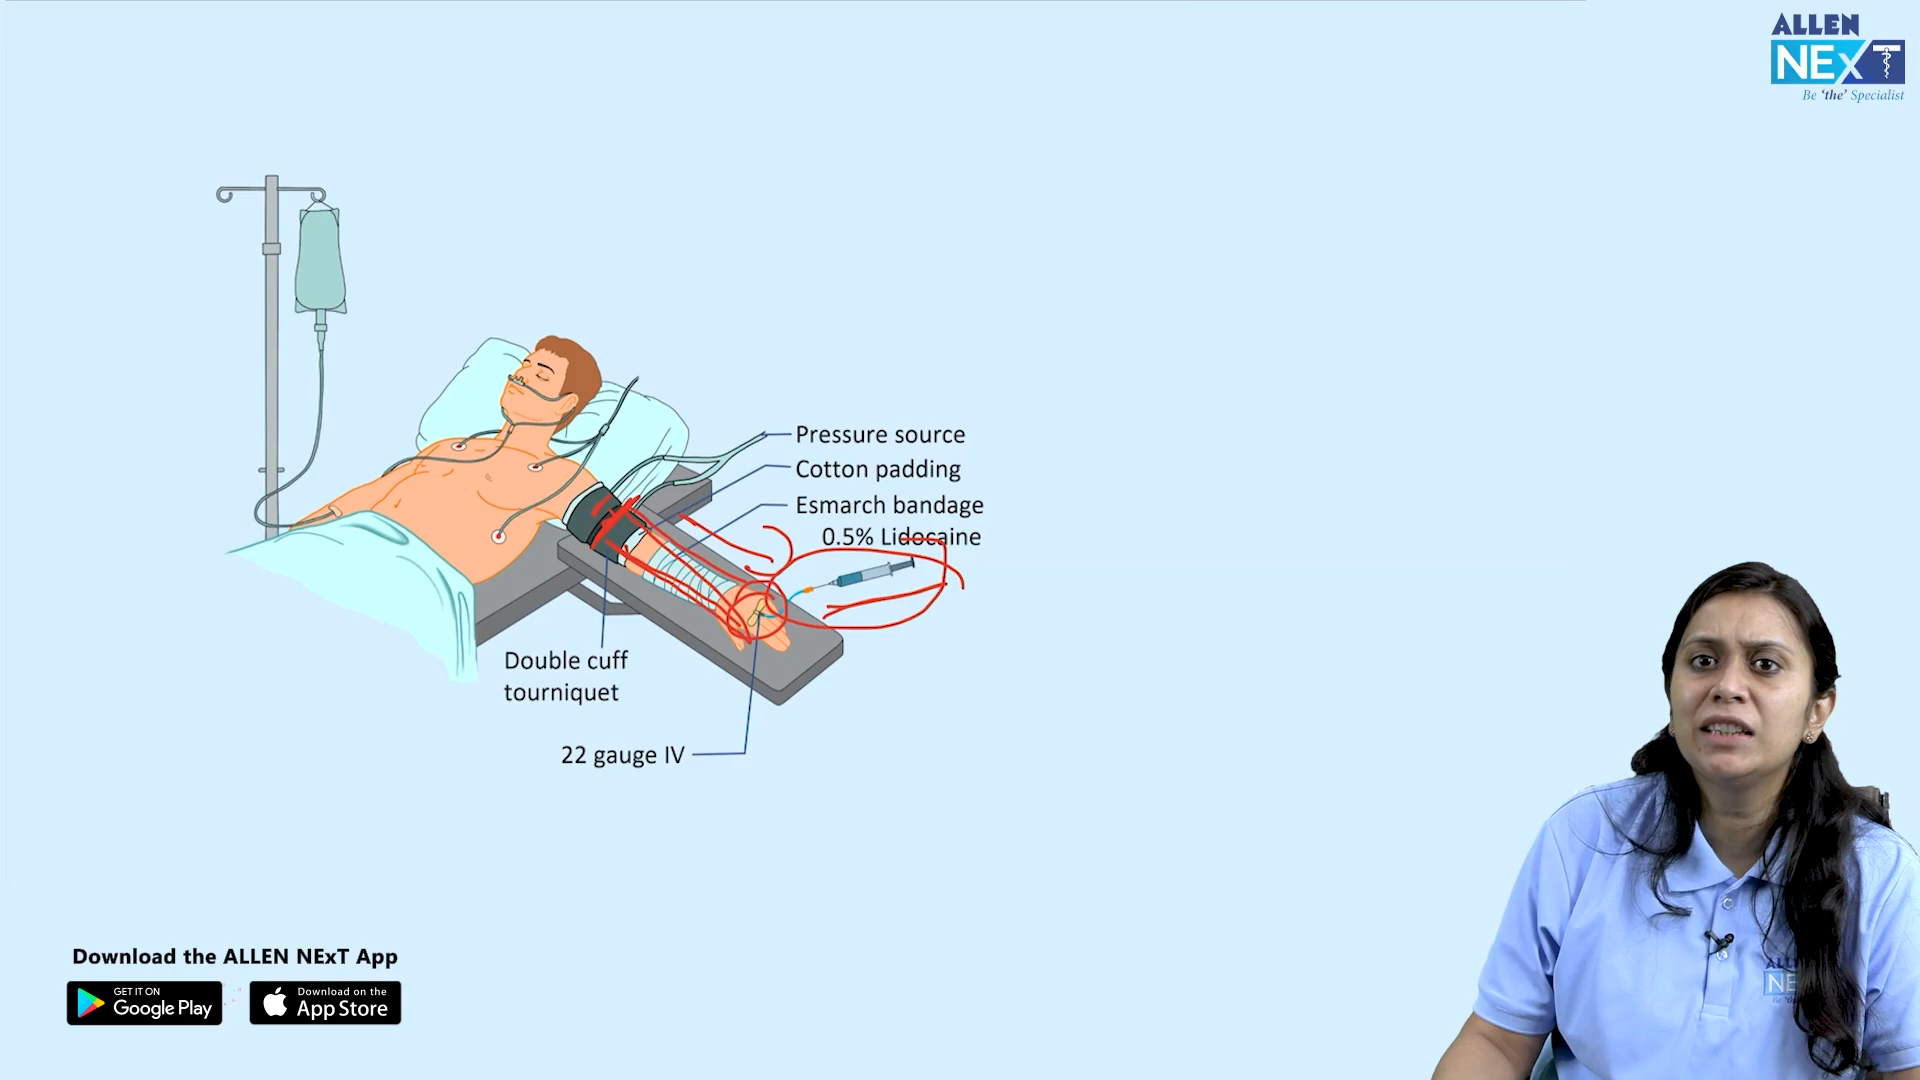 ALLEN
NExT
Be 'the' Specialist
Pressure source
Cotton padding
Esmarch bandage
0.5% Lidocaine
Double cuff
tourniquet
22 gauge IV
Download the ALLEN NExT App
GET IT ON
Google Play
Download on the
App Store